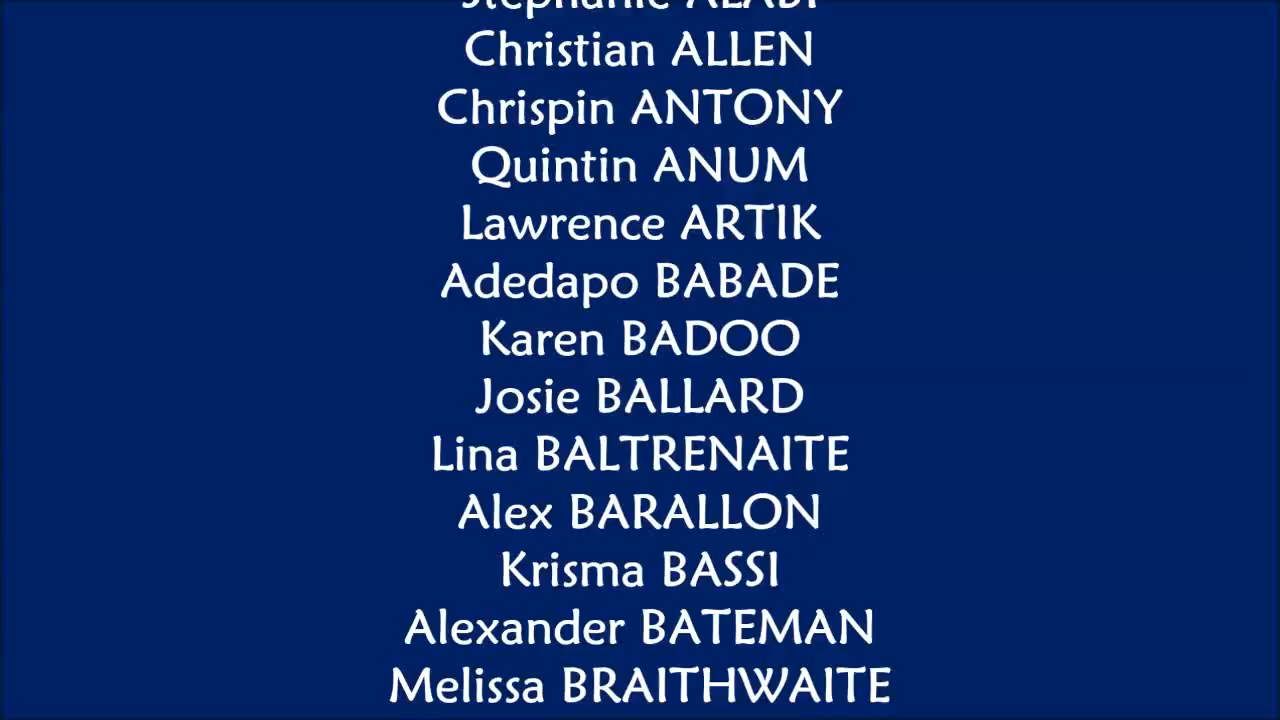 Stephanie ALABI
Christian ALLEN
Chrispin ANTONY
Quintin ANUM
Lawrence ARTIK
Adedapo BABADE
Karen BADOO
Josie BALLARD
Lina BALTRENAITE
Alex BARALLON
Krisma BASSI
Alexander BATEMAN
Melissa BRAITHWAITE